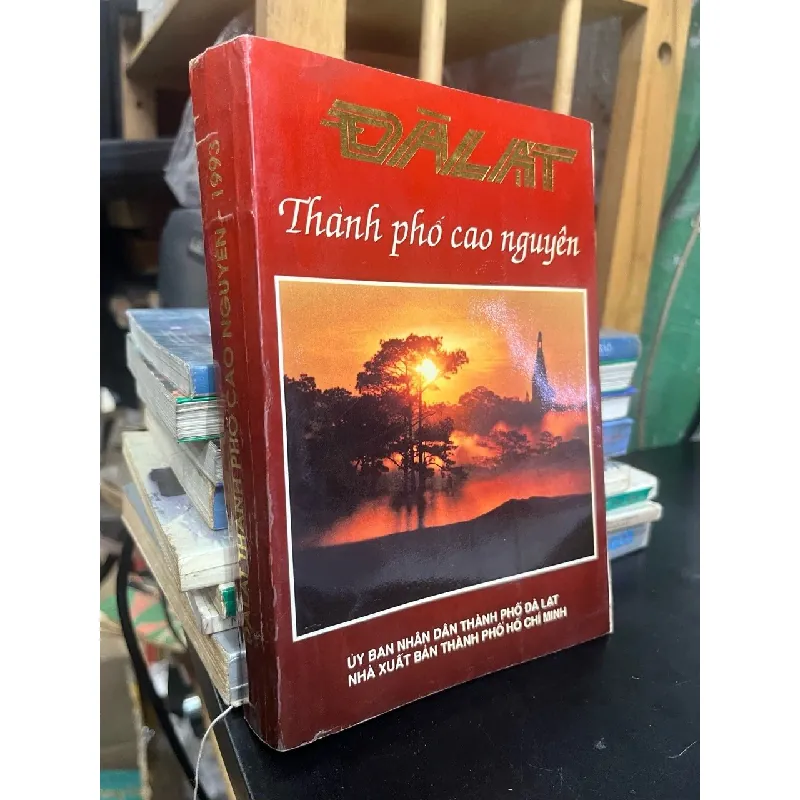 ĐÀLẠT
Thành phố cao nguyên
ỦY BAN NHÂN DÂN THÀNH PHỐ ĐÀ LẠT
NHÀ XUẤT BẢN THÀNH PHỐ HỒ CHÍ MINH
ĐÀ LẠT THÀNH PHỐ CAO NGUYÊN - 1993